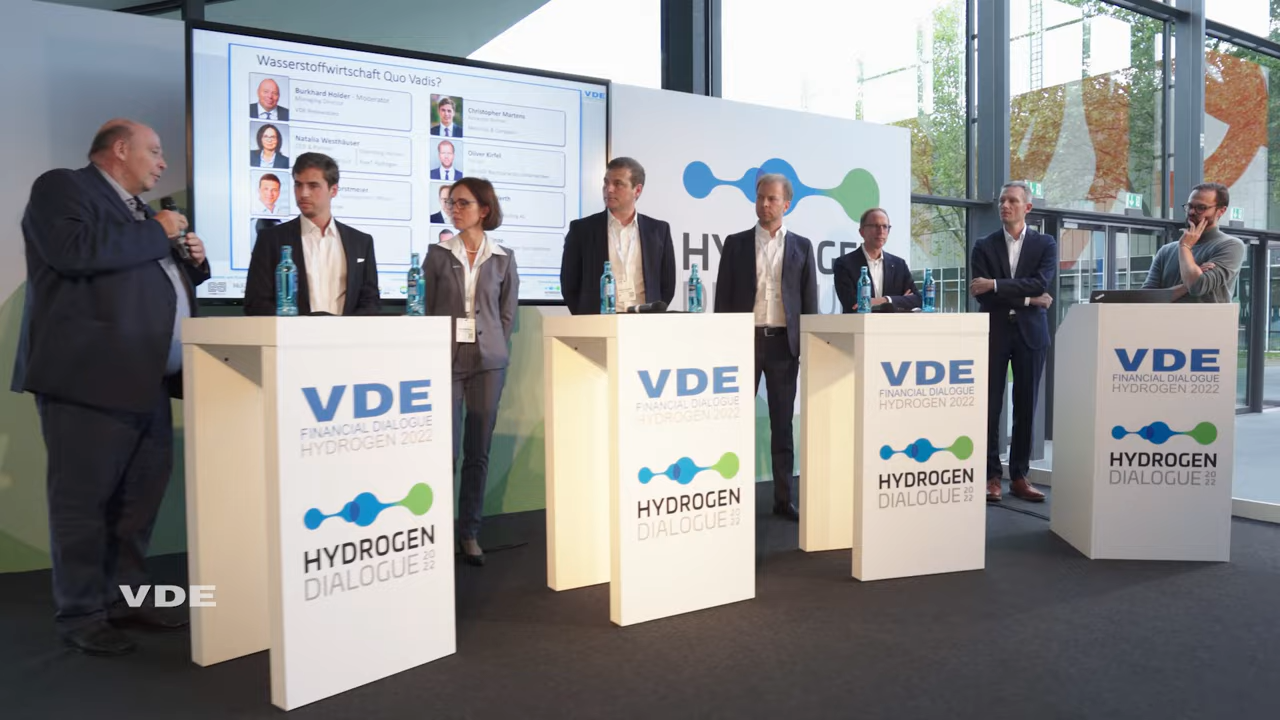 Wasserstoffwirtschaft Quo Vadis?
VDE
Burkhard Holder - Moderator
Managing Director
VDE Renewables
Christopher Martens
Natalia Westhäuser
CEO & Partner
Oliver Kirfel
HYDROGEN
VDE
FINANCIAL DIALOGUE
HYDROGEN 2022
HYDROGEN
DIALOGUE 2022
VDE
FINANCIAL DIALOGUE
HYDROGEN 2022
HYDROGEN
DIALOGUE 2022
VDE
FINANCIAL DIALOGUE
HYDROGEN 2022
HYDROGEN
DIALOGUE 2022
VDE
FINANCIAL DIALOGUE
HYDROGEN 2022
HYDROGEN
DIALOGUE 2022
VDE